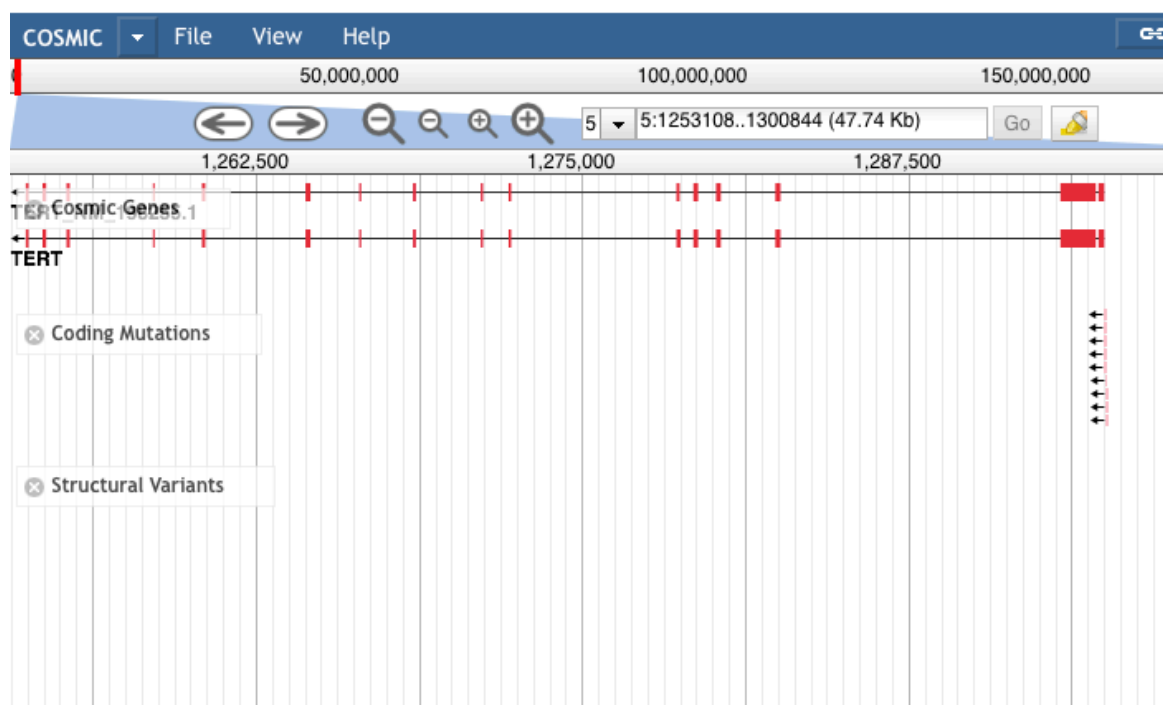 COSMIC File View Help
0 50,000,000 100,000,000 150,000,000
5 5:1253108..1300844 (47.74 Kb) Go
1,262,500 1,275,000 1,287,500
Cosmic Genes
TERT
Coding Mutations
Structural Variants